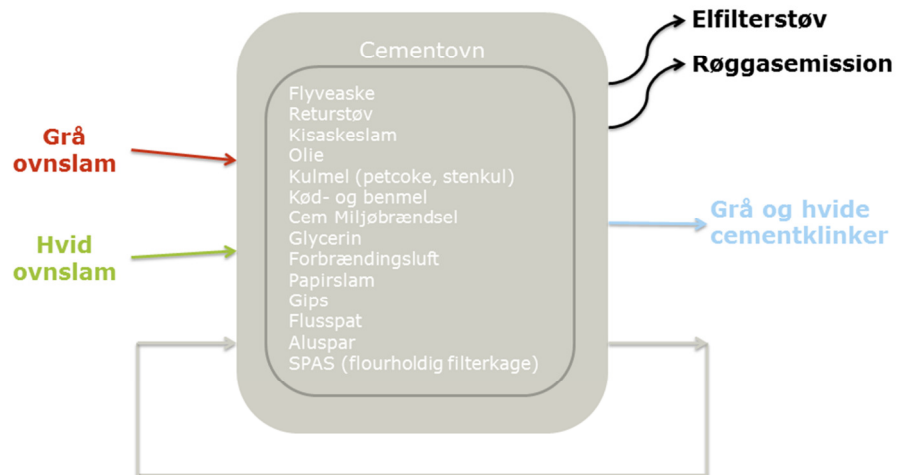 Elfilterstøv
Røggasemission
Cementovn
Flyveaske
Returstøv
Kisaskeslam
Olie
Kulmel (petcoke, stenkul)
Kød- og benmel
Cem Miljøbrændsel
Glycerin
Forbrændingsluft
Papirslam
Gips
Flusspat
Aluspar
SPAS (flourholdig filterkage)
Grå
ovnslam
Hvid
ovnslam
Grå og hvide
cementklinker